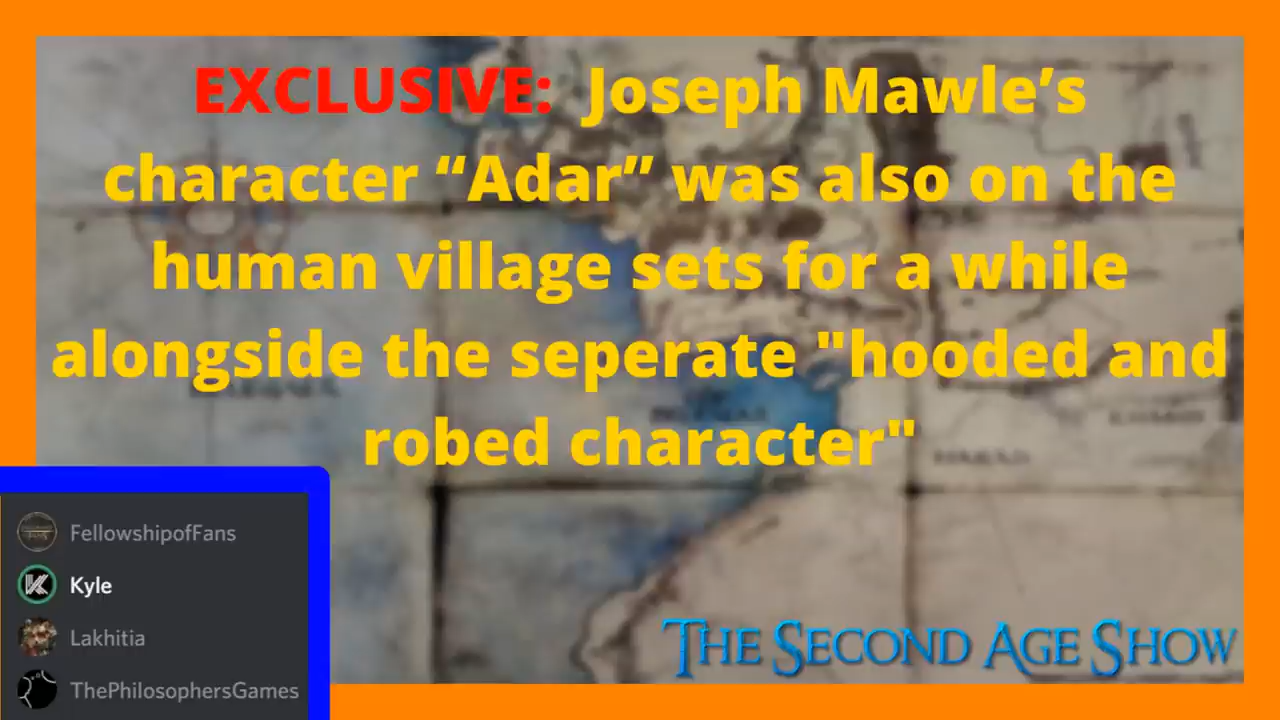 EXCLUSIVE: Joseph Mawle’s
character “Adar” was also on the
human village sets for a while
alongside the seperate "hooded and
robed character"
FellowshipofFans
Kyle
Lakhitia
ThePhilosophersGames
THE SECOND AGE SHOW